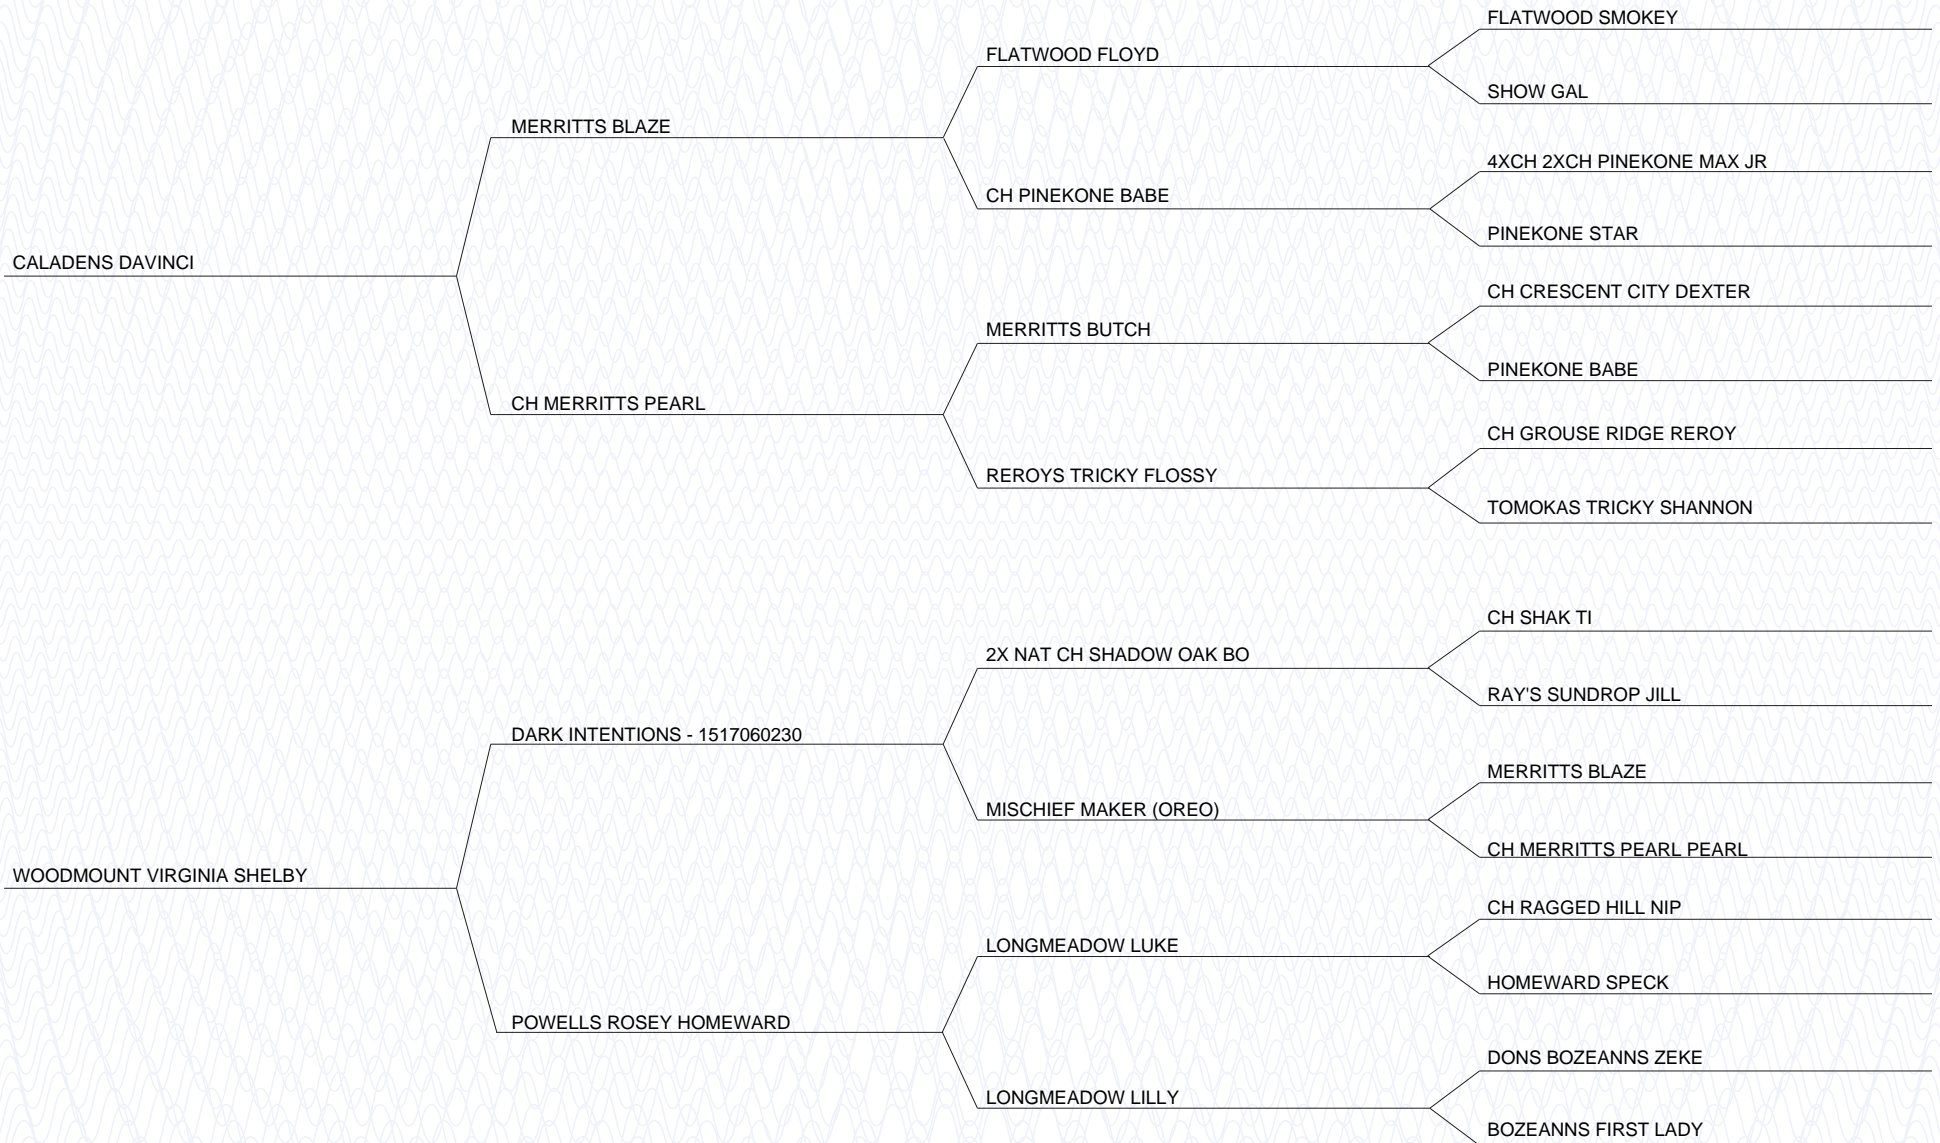 FLATWOOD SMOKEY
FLATWOOD FLOYD
SHOW GAL
MERRITTS BLAZE
4XCH 2XCH PINEKONE MAX JR
CH PINEKONE BABE
PINEKONE STAR
CALADENS DAVINCI
CH CRESCENT CITY DEXTER
MERRITTS BUTCH
PINEKONE BABE
CH MERRITTS PEARL
CH GROUSE RIDGE REROY
REROYS TRICKY FLOSSY
TOMOKAS TRICKY SHANNON
CH SHAK TI
2X NAT CH SHADOW OAK BO
RAY'S SUNDROP JILL
DARK INTENTIONS - 1517060230
MERRITTS BLAZE
MISCHIEF MAKER (OREO)
CH MERRITTS PEARL PEARL
WOODMOUNT VIRGINIA SHELBY
CH RAGGED HILL NIP
LONGMEADOW LUKE
HOMEWARD SPECK
POWELLS ROSEY HOMEWARD
DONS BOZEANNS ZEKE
LONGMEADOW LILLY
BOZEANNS FIRST LADY